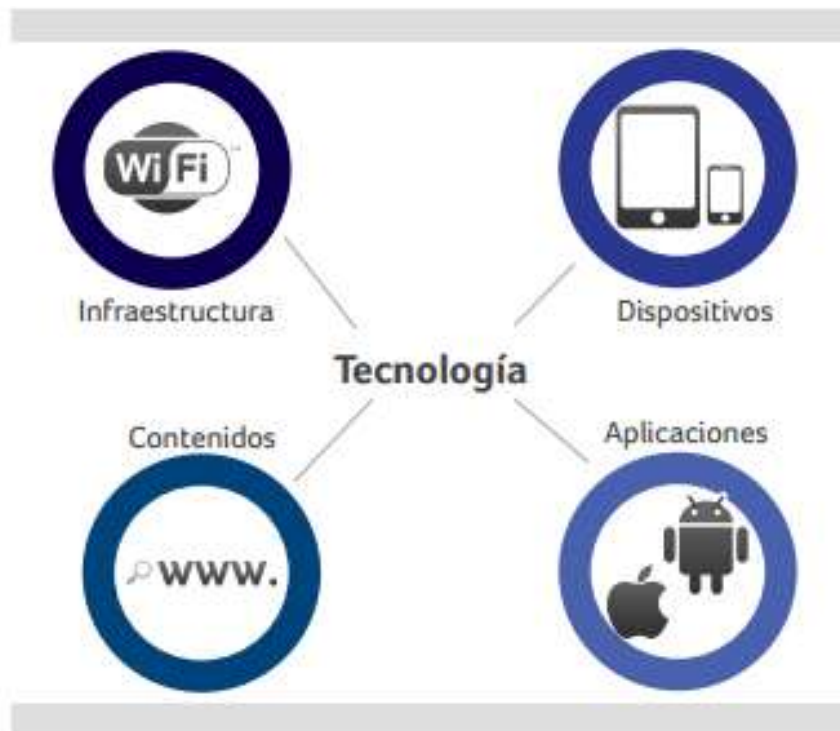 WiFi
Infraestructura
Dispositivos
Tecnología
Contenidos
Aplicaciones
www.